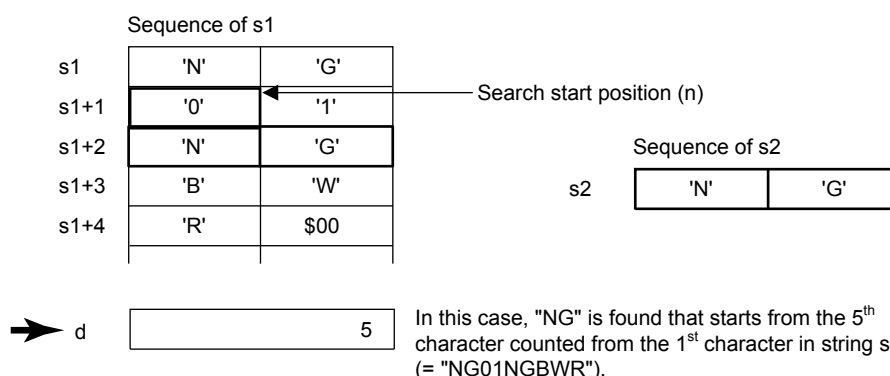 Sequence of s1
s1 'N' 'G'
Search start position (n)
s1+1 '0' '1'
s1+2 'N' 'G'
Sequence of s2
s1+3 'B' 'W'
s2 'N' 'G'
s1+4 'R' $00
d 5
In this case, "NG" is found that starts from the 5th
character counted from the 1st character in string s
(= "NG01NGBWR").